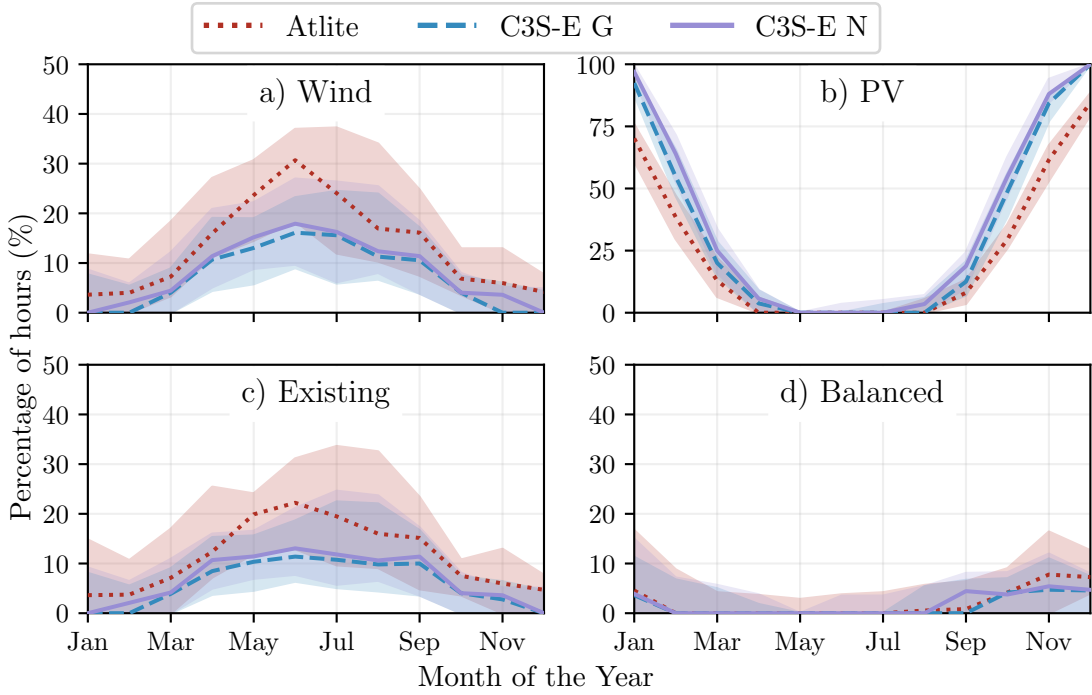 Atlite
C3S-E G
C3S-E N
Percentage of hours (%)
a) Wind
50
40
30
20
10
0
b) PV
100
75
50
25
0
c) Existing
50
40
30
20
10
0
Jan
Mar
May
Jul
Sep
Nov
d) Balanced
50
40
30
20
10
0
Jan
Mar
May
Jul
Sep
Nov
Month of the Year